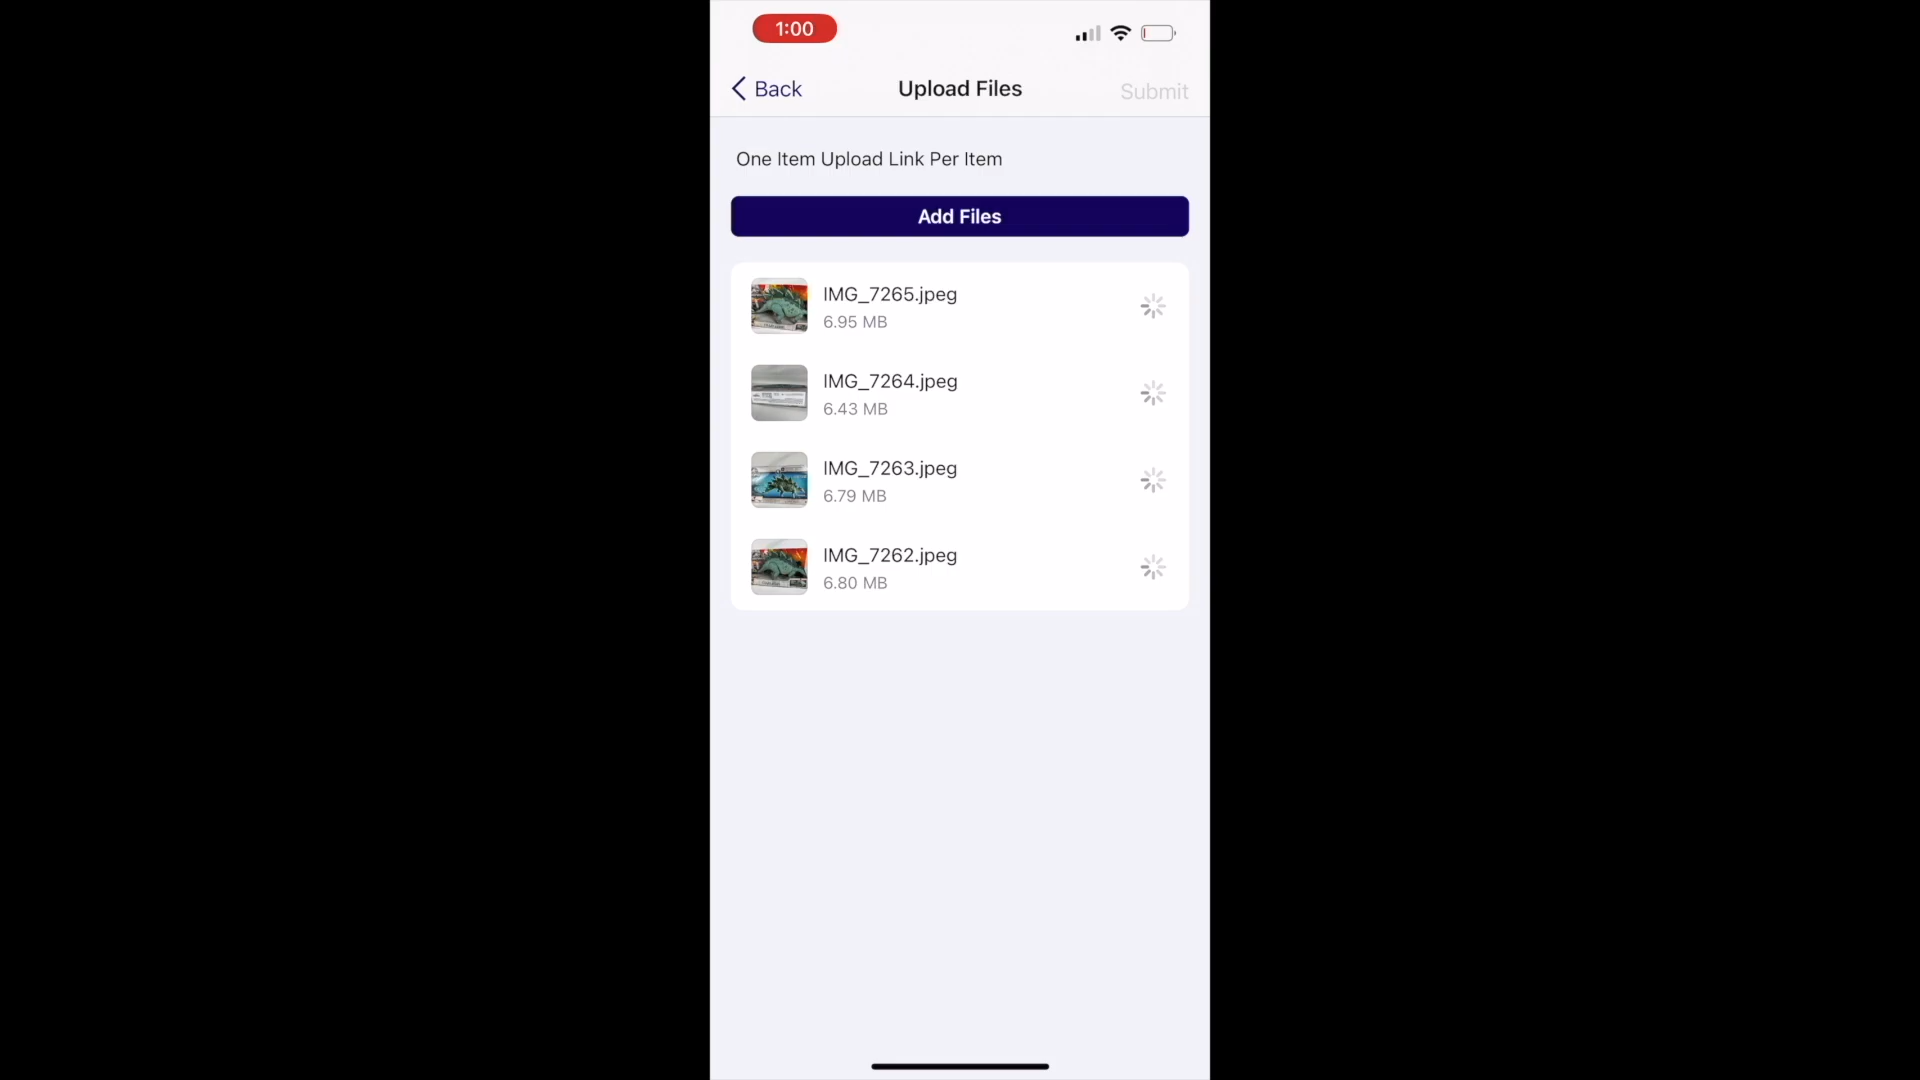 1:00
Back
Upload Files
Submit
One Item Upload Link Per Item
Add Files
IMG_7265.jpeg
6.95 MB
IMG_7264.jpeg
6.43 MB
IMG_7263.jpeg
6.79 MB
IMG_7262.jpeg
6.80 MB